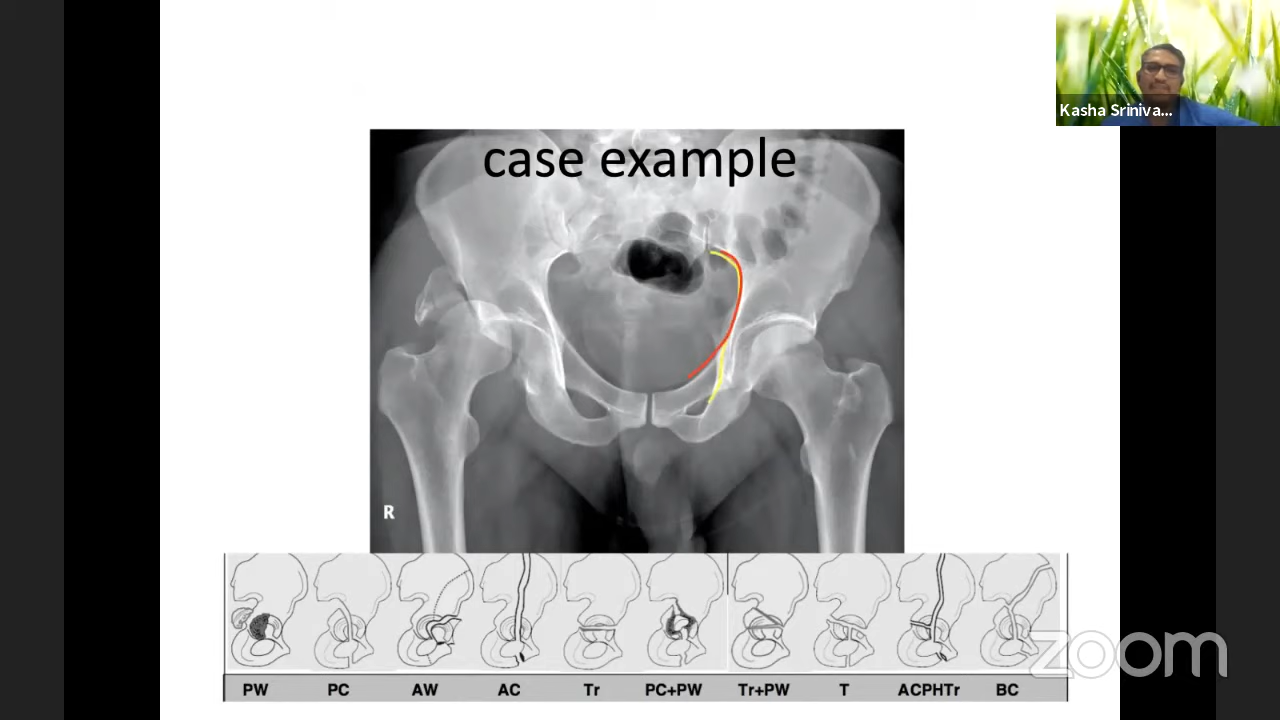 Kasha Sriniva...
case example
R
PW PC AW AC Tr PC+PW Tr+PW T ACPHTr BC
zoom